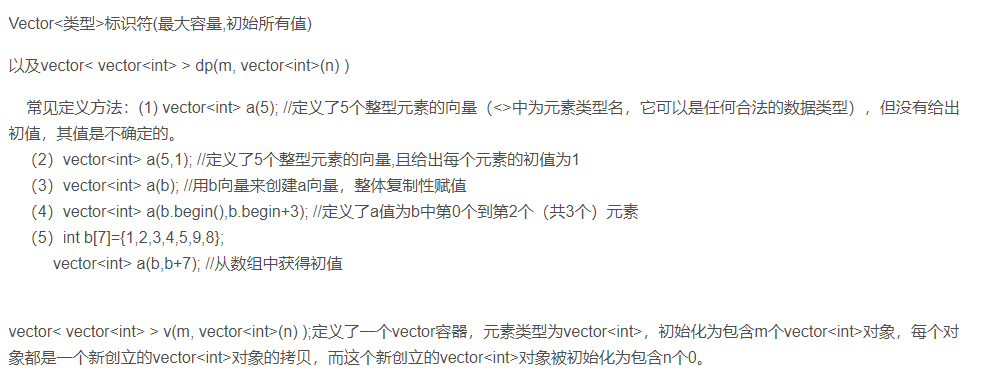 Vector<类型>标识符(最大容量,初始所有值)
以及vector< vector<int> > dp(m, vector<int>(n) )
常见定义方法：(1) vector<int> a(5); //定义了5个整型元素的向量（<>中为元素类型名，它可以是任何合法的数据类型），但没有给出
初值，其值是不确定的。
（2）vector<int> a(5,1); //定义了5个整型元素的向量,且给出每个元素的初值为1
（3）vector<int> a(b); //用b向量来创建a向量，整体复制性赋值
（4）vector<int> a(b.begin(),b.begin+3); //定义了a值为b中第0个到第2个（共3个）元素
（5）int b[7]={1,2,3,4,5,9,8};
vector<int> a(b,b+7); //从数组中获得初值
vector< vector<int> > v(m, vector<int>(n) );定义了一个vector容器，元素类型为vector<int>，初始化为包含m个vector<int>对象，每个对
象都是一个新创立的vector<int>对象的拷贝，而这个新创立的vector<int>对象被初始化为包含n个0。